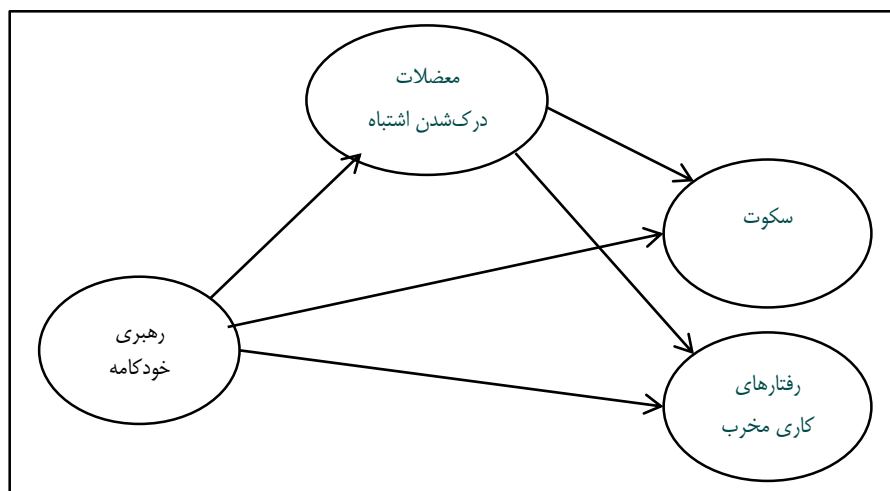 معضلات
درک‌شدن اشتباه
سکوت
رهبری
خودکامه
رفتارهای
کاری مخرب